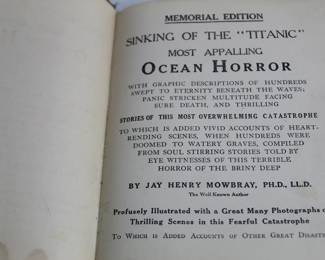 MEMORIAL EDITION
SINKING OF THE "TITANIC"
MOST APPALLING
OCEAN HORROR
WITH GRAPHIC DESCRIPTIONS OF HUNDREDS
SWEPT TO ETERNITY BENEATH THE WAVES;
PANIC STRICKEN MULTITUDE FACING
SURE DEATH, AND THRILLING
STORIES OF THIS MOST OVERWHELMING CATASTROPHE
TO WHICH IS ADDED VIVID ACCOUNTS OF HEART-
RENDING SCENES, WHEN HUNDREDS WERE
DOOMED TO WATERY GRAVES, COMPILED
FROM SOUL STIRRING STORIES TOLD BY
EYE WITNESSES OF THIS TERRIBLE
HORROR OF THE BRINY DEEP
BY JAY HENRY MOWBRAY, PH.D., LL.D.
The Well Known Author
Profusely Illustrated with a Great Many Photographs of
Thrilling Scenes in this Fearful Catastrophe
To Which is Added Accounts of Other Great